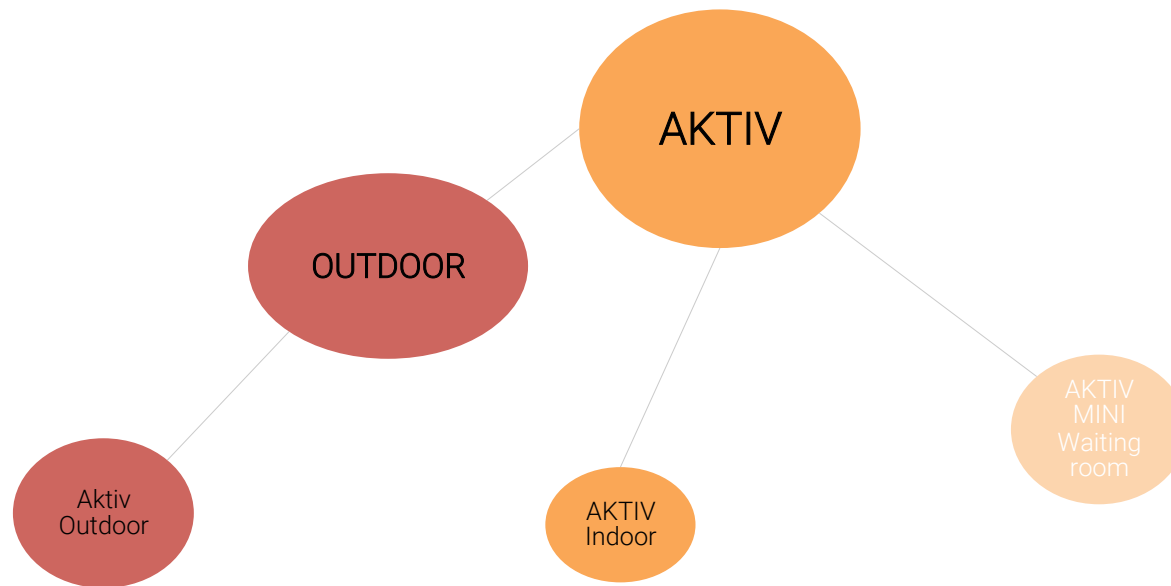 AKTIV
OUTDOOR
AKTIV
MINI
Waiting
room
Aktiv
Outdoor
AKTIV
Indoor